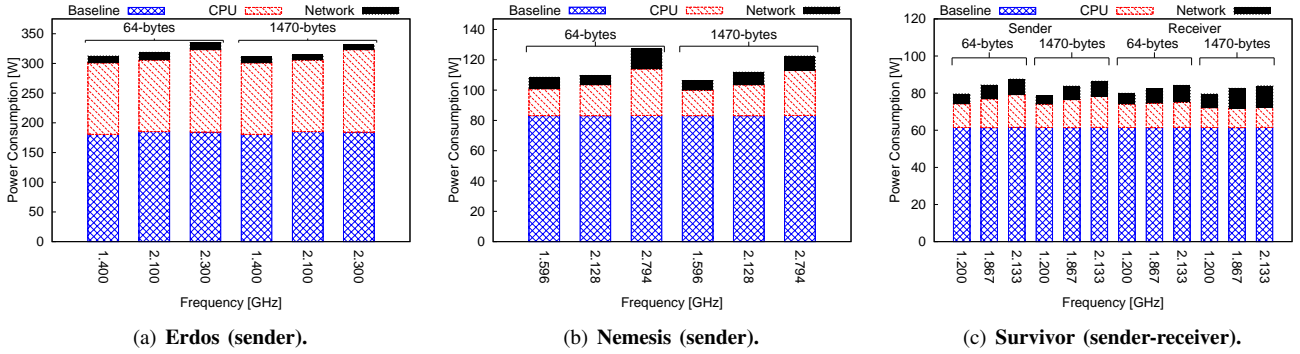 Baseline CPU Network
64-bytes 1470-bytes
Power Consumption [W]
350
300
250
200
150
100
50
0
1.400 2.100 2.300 1.400 2.100 2.300
Frequency [GHz]
(a) Erdos (sender).
Baseline CPU Network
64-bytes 1470-bytes
Power Consumption [W]
140
120
100
80
60
40
20
0
1.596 2.128 2.794 1.596 2.128 2.794
Frequency [GHz]
(b) Nemesis (sender).
Baseline CPU Network
Sender Receiver
64-bytes 1470-bytes 64-bytes 1470-bytes
Power Consumption [W]
120
100
80
60
40
20
0
1.200 1.867 2.133 1.200 1.867 2.133 1.200 1.867 2.133 1.200 1.867 2.133
Frequency [GHz]
(c) Survivor (sender-receiver).